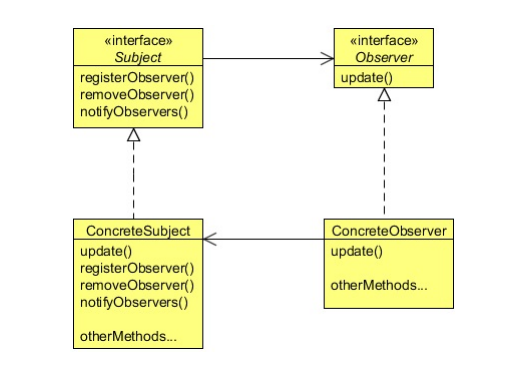 «interface»
Subject
registerObserver()
removeObserver()
notifyObservers()
«interface»
Observer
update()
ConcreteSubject
update()
registerObserver()
removeObserver()
notifyObservers()
otherMethods...
ConcreteObserver
update()
otherMethods...